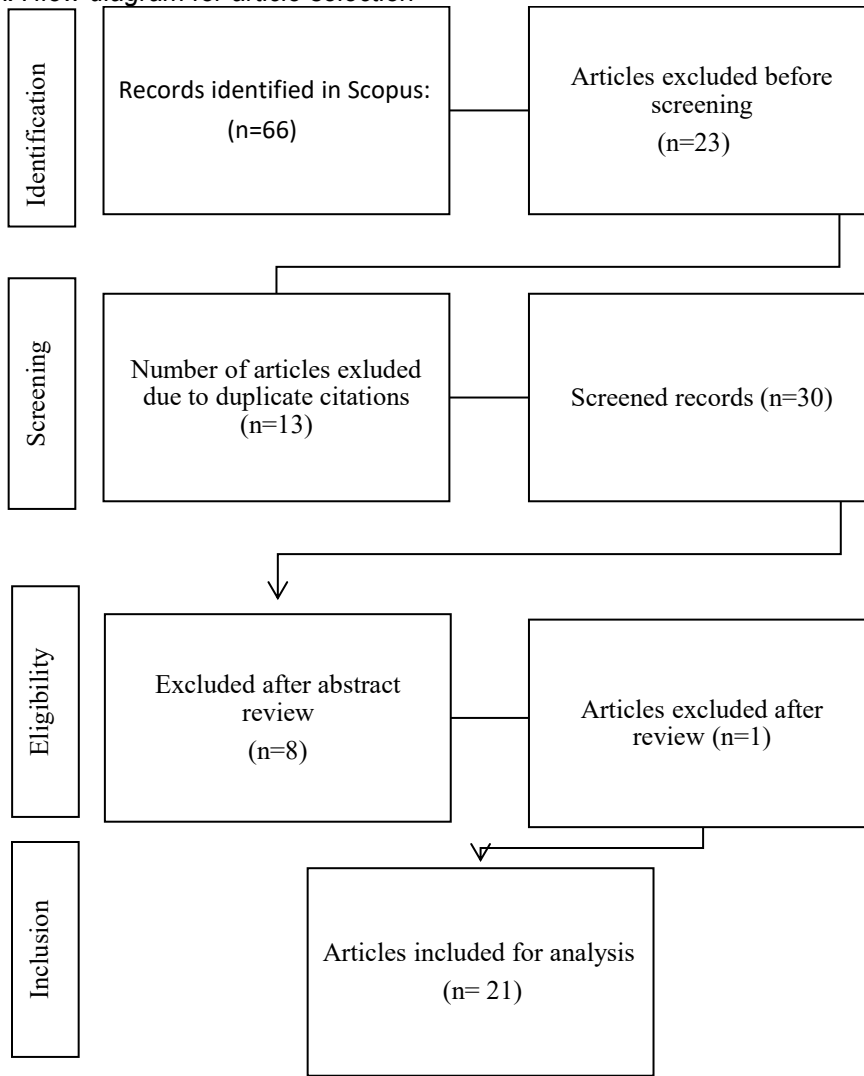 Identification
Records identified in Scopus:
(n=66)
Articles excluded before
screening
(n=23)
Screening
Number of articles exluded
due to duplicate citations
(n=13)
Screened records (n=30)
Eligibility
Excluded after abstract
review
(n=8)
Articles excluded after
review (n=1)
Inclusion
Articles included for analysis
(n= 21)